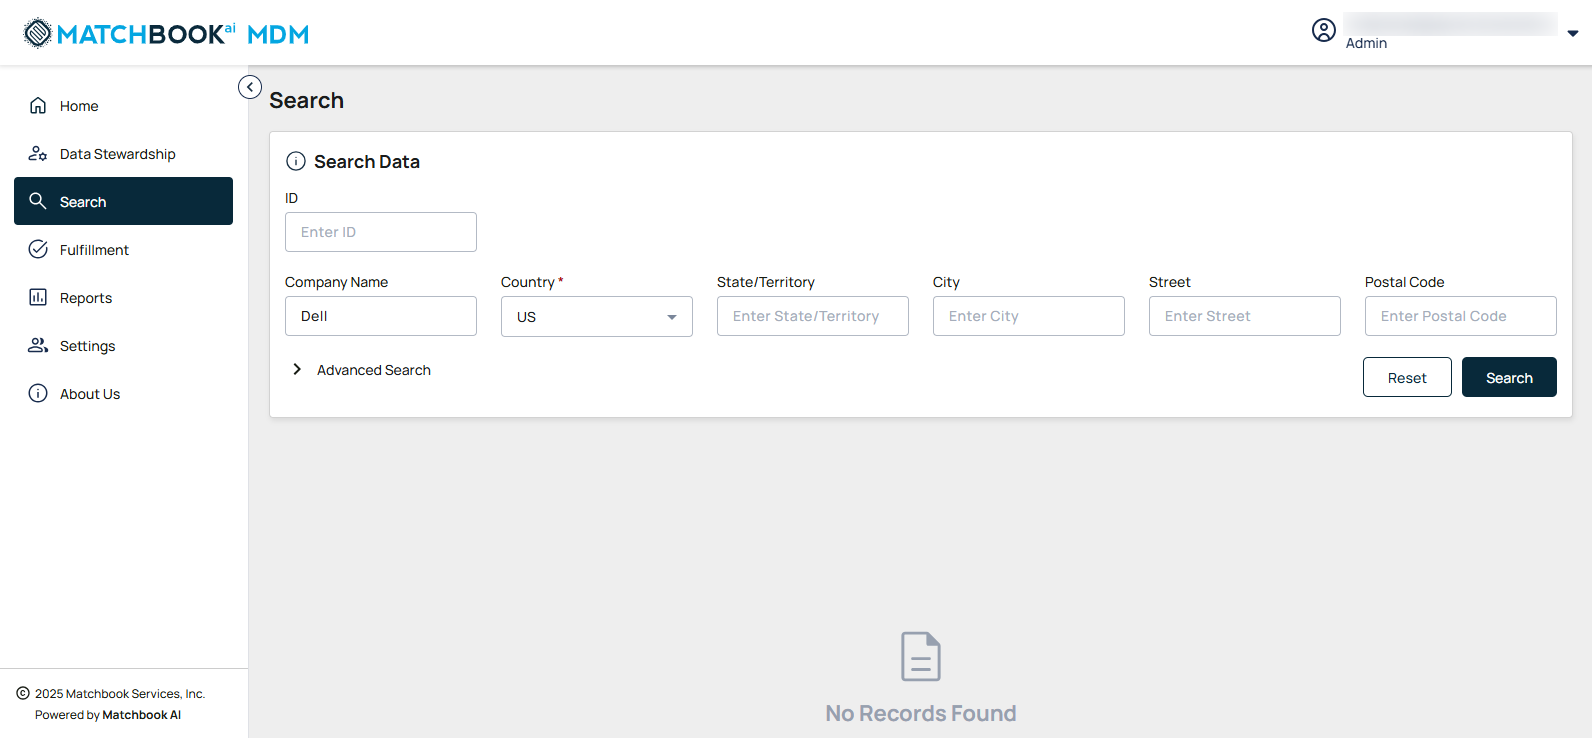 MATCHBOOKai MDM
Admin
Home
Data Stewardship
Search
Fulfillment
Reports
Settings
About Us
© 2025 Matchbook Services, Inc.
Powered by Matchbook AI
Search
Search Data
ID
Enter ID
Company Name
Country *
State/Territory
City
Street
Postal Code
Dell
US
Enter State/Territory
Enter City
Enter Street
Enter Postal Code
Advanced Search
Reset
Search
No Records Found